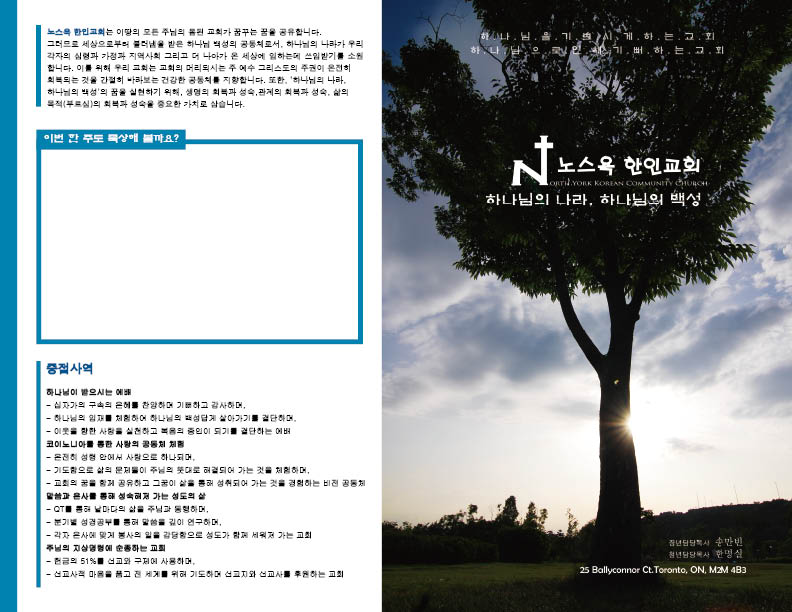 노스욕 한인교회는 이땅의 모든 주님의 몸된 교회가 꿈꾸는 꿈을 공유합니다.
그러므로 세상으로부터 불러냄을 받은 하나님 백성의 공동체로서, 하나님의 나라가 우리
각자의 심령과 가정과 지역사회 그리고 더 나아가 온 세상에 임하는데 쓰임받기를 소원
합니다. 이를 위해 우리 교회는 교회의 머리되시는 주 예수 그리스도의 주권이 온전히
회복되는 것을 간절히 바라보는 건강한 공동체를 지향합니다. 또한, '하나님의 나라,
하나님의 백성'의 꿈을 실현하기 위해, 생명의 회복과 성숙,관계의 회복과 성숙, 삶의
목적(부르심)의 회복과 성숙을 중요한 가치로 삼습니다.
이번 한 주도 묵상해 볼까요?
중점사역
하나님이 받으시는 예배
- 십자가의 구속의 은혜를 찬양하며 기뻐하고 감사하며,
- 하나님의 임재를 체험하여 하나님의 백성답게 살아가기를 결단하며,
- 이웃을 향한 사랑을 실천하고 복음의 증인이 되기를 결단하는 예배
코이노니아를 통한 사랑의 공동체 체험
- 온전히 성령 안에서 사랑으로 하나되며,
- 기도함으로 삶의 문제들이 주님의 뜻대로 해결되어 가는 것을 체험하며,
- 교회의 꿈을 함께 공유하고 그꿈이 삶을 통해 성취되어 가는 것을 경험하는 비전 공동체
말씀과 은사를 통해 성숙해져 가는 성도의 삶
- QT를 통해 날마다의 삶을 주님과 동행하며,
- 분기별 성경공부를 통해 말씀을 깊이 연구하며,
- 각자 은사에 맞게 봉사의 일을 감당함으로 성도가 함께 세워져 가는 교회
주님의 지상명령에 순종하는 교회
- 헌금의 51%를 선교와 구제에 사용하며,
- 선교사적 마음을 품고 전 세계를 위해 기도하며 선교지와 선교사를 후원하는 교회
하.나.님.을.기.쁘.시.게.하.는.교.회
하.나.님.으.로.인.해.기.뻐.하.는.교.회
노스욕 한인교회
North York Korean Community Church
하나님의 나라, 하나님의 백성
장년담당목사 송만빈
청년담당목사 한명실
25 Ballyconnor Ct.Toronto, ON, M2M 4B3